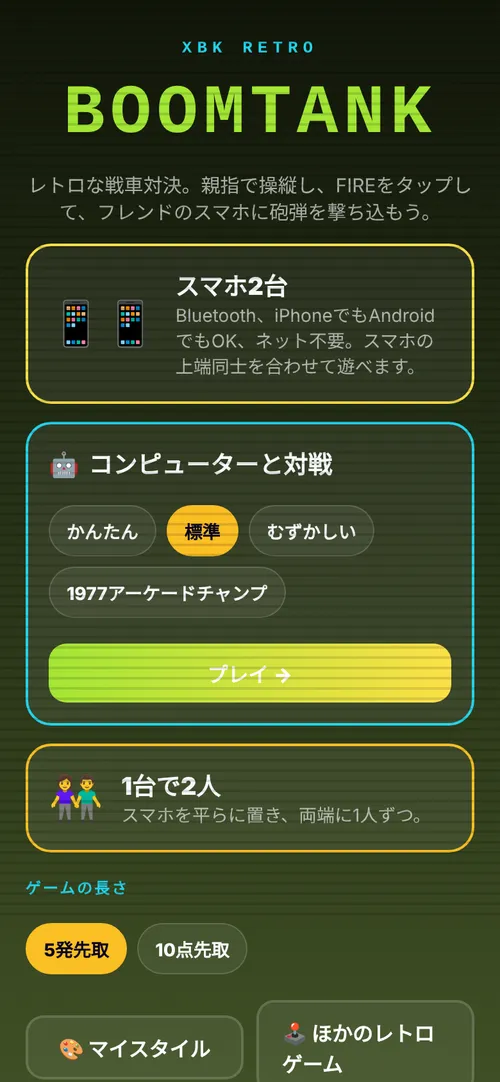 XBK RETRO
BOOMTANK
レトロな戦車対決。親指で操縦し、FIREをタップし
て、フレンドのスマホに砲弾を撃ち込もう。
スマホ2台
Bluetooth、iPhoneでもAndroid
でもOK、ネット不要。スマホの
上端同士を合わせて遊べます。
コンピューターと対戦
かんたん
標準
むずかしい
1977アーケードチャンプ
プレイ →
1台で2人
スマホを平らに置き、両端に1人ずつ。
ゲームの長さ
5発先取
10点先取
マイスタイル
ほかのレトロ
ゲーム